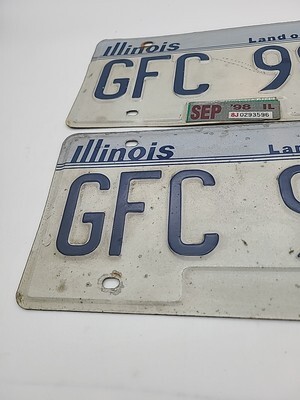 Illinois Land o
GFC 9
SEP '98 IL
8J 0293596
Illinois Lan
GFC